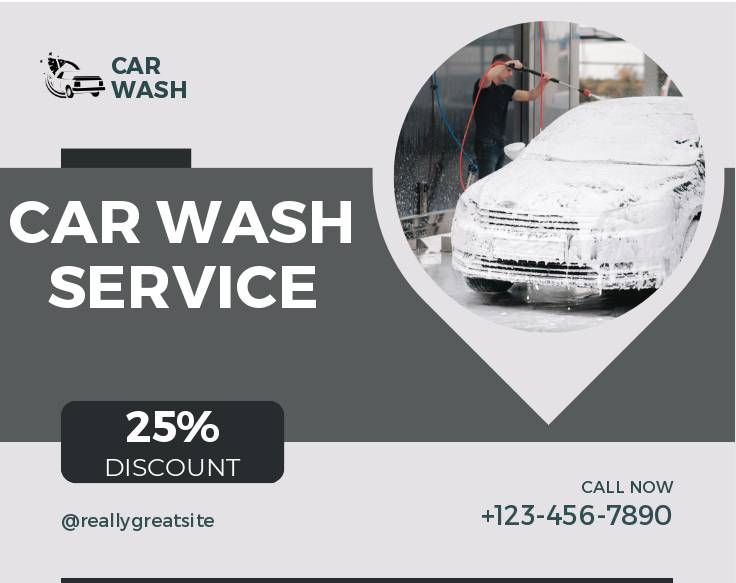 CAR
WASH
CAR WASH
SERVICE
25%
DISCOUNT
@reallygreatsite
CALL NOW
+123-456-7890